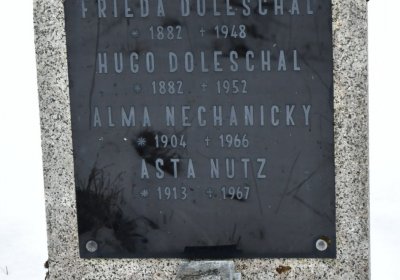 FRIEDA DOLESCHAL
* 1882 + 1948
HUGO DOLESCHAL
* 1882 + 1952
ALMA NECHANICKY
* 1904 + 1966
ASTA NUTZ
* 1913 + 1967